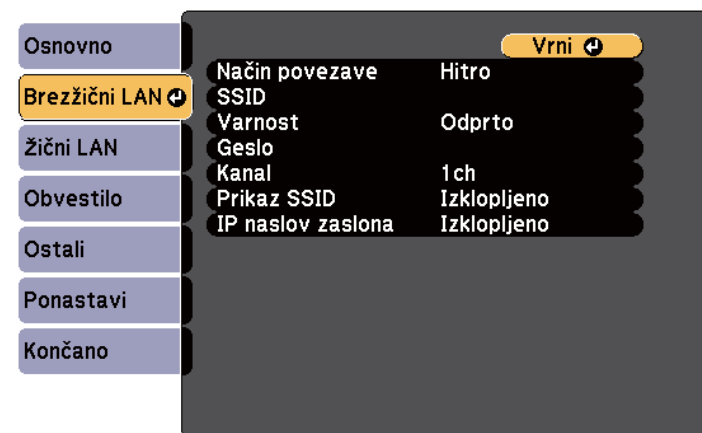 Osnovno
Brezžični LAN
Žični LAN
Obvestilo
Ostali
Ponastavi
Končano
Vrni
Način povezave Hitro
SSID
Varnost Odprto
Geslo
Kanal 1ch
Prikaz SSID Izklopljeno
IP naslov zaslona Izklopljeno